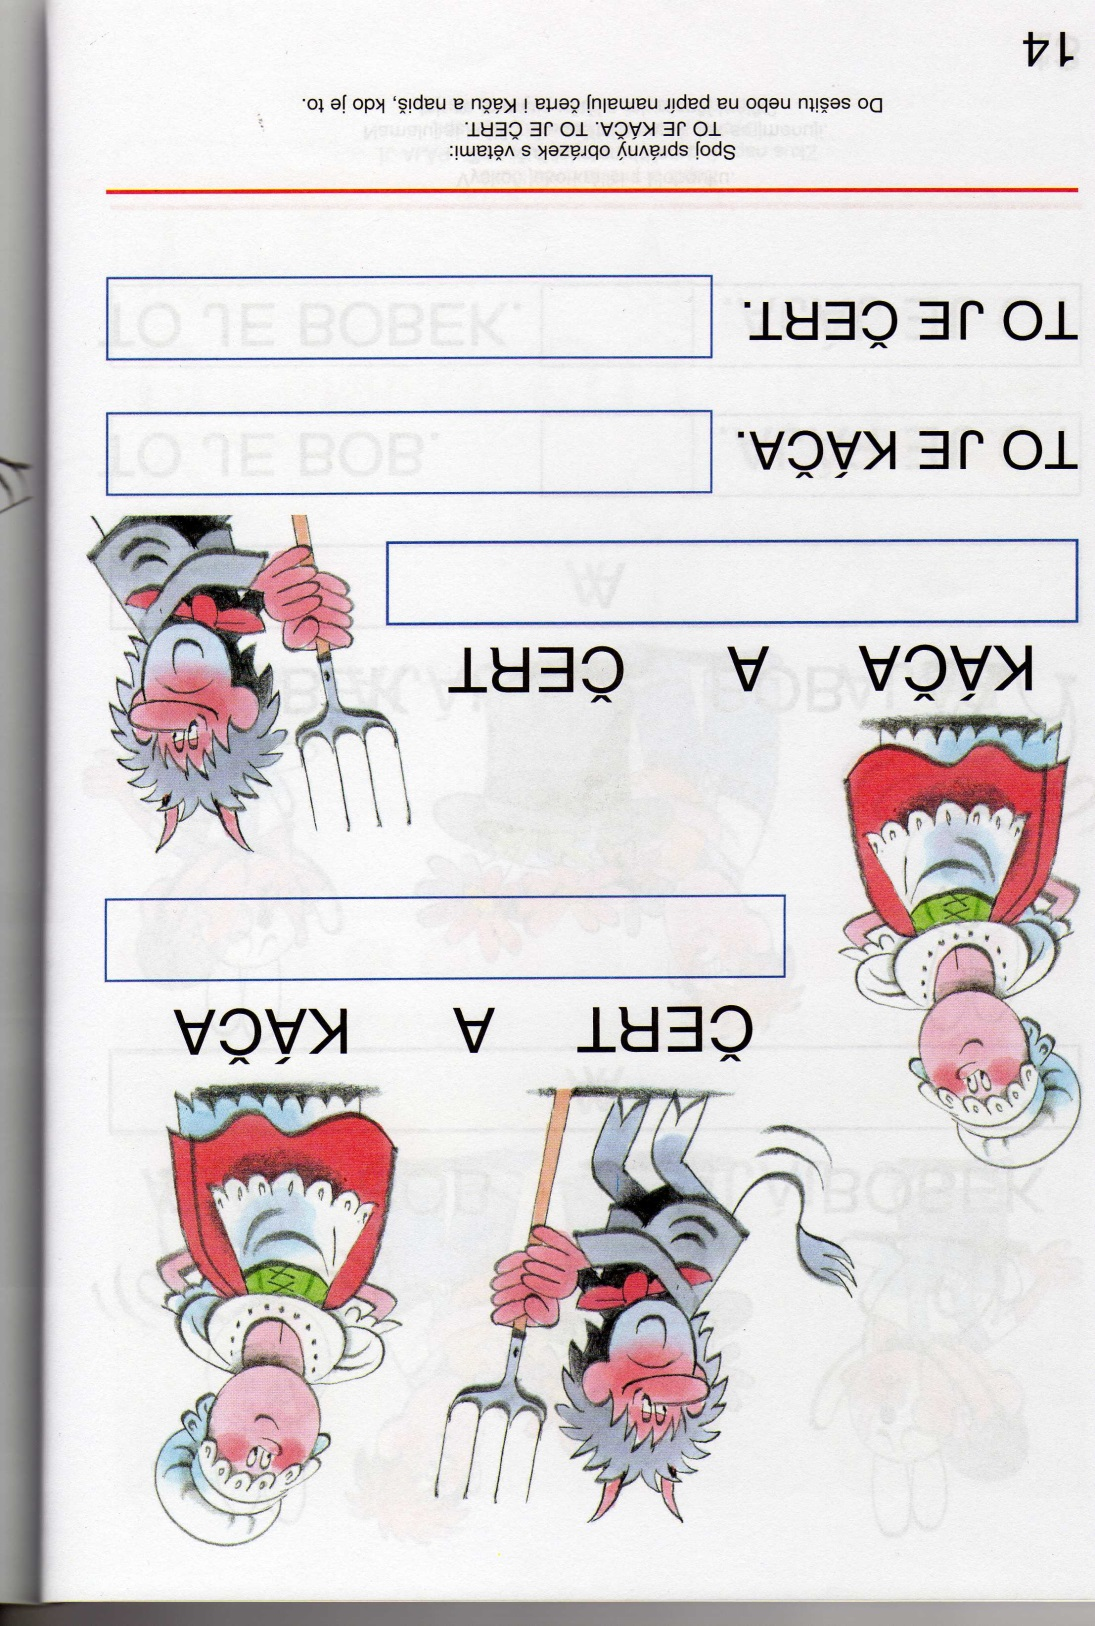 ČERT A KÁČA
KÁČA A ČERT
TO JE KÁČA.
TO JE ČERT.
Spoj správný obrázek s větami:
TO JE KÁČA. TO JE ČERT.
Do sešitu nebo na papír namaluj čerta i Káču a napiš, kdo je to.
14